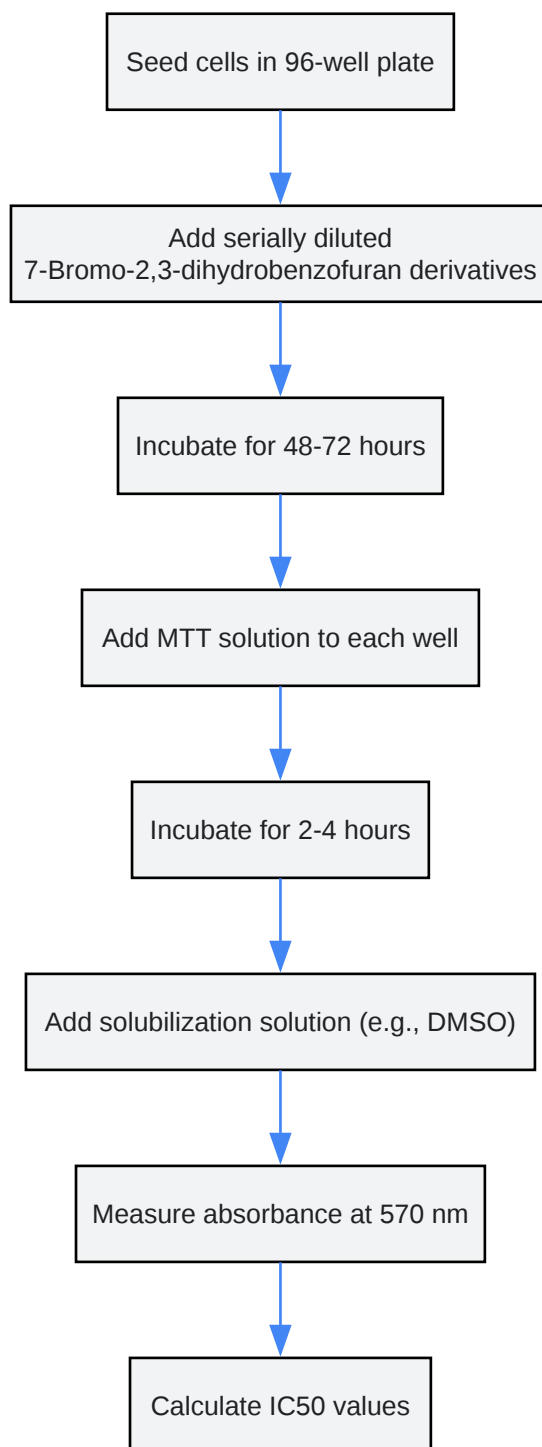 Seed cells in 96-well plate
Add serially diluted
7-Bromo-2,3-dihydrobenzofuran derivatives
Incubate for 48-72 hours
Add MTT solution to each well
Incubate for 2-4 hours
Add solubilization solution (e.g., DMSO)
Measure absorbance at 570 nm
Calculate IC50 values